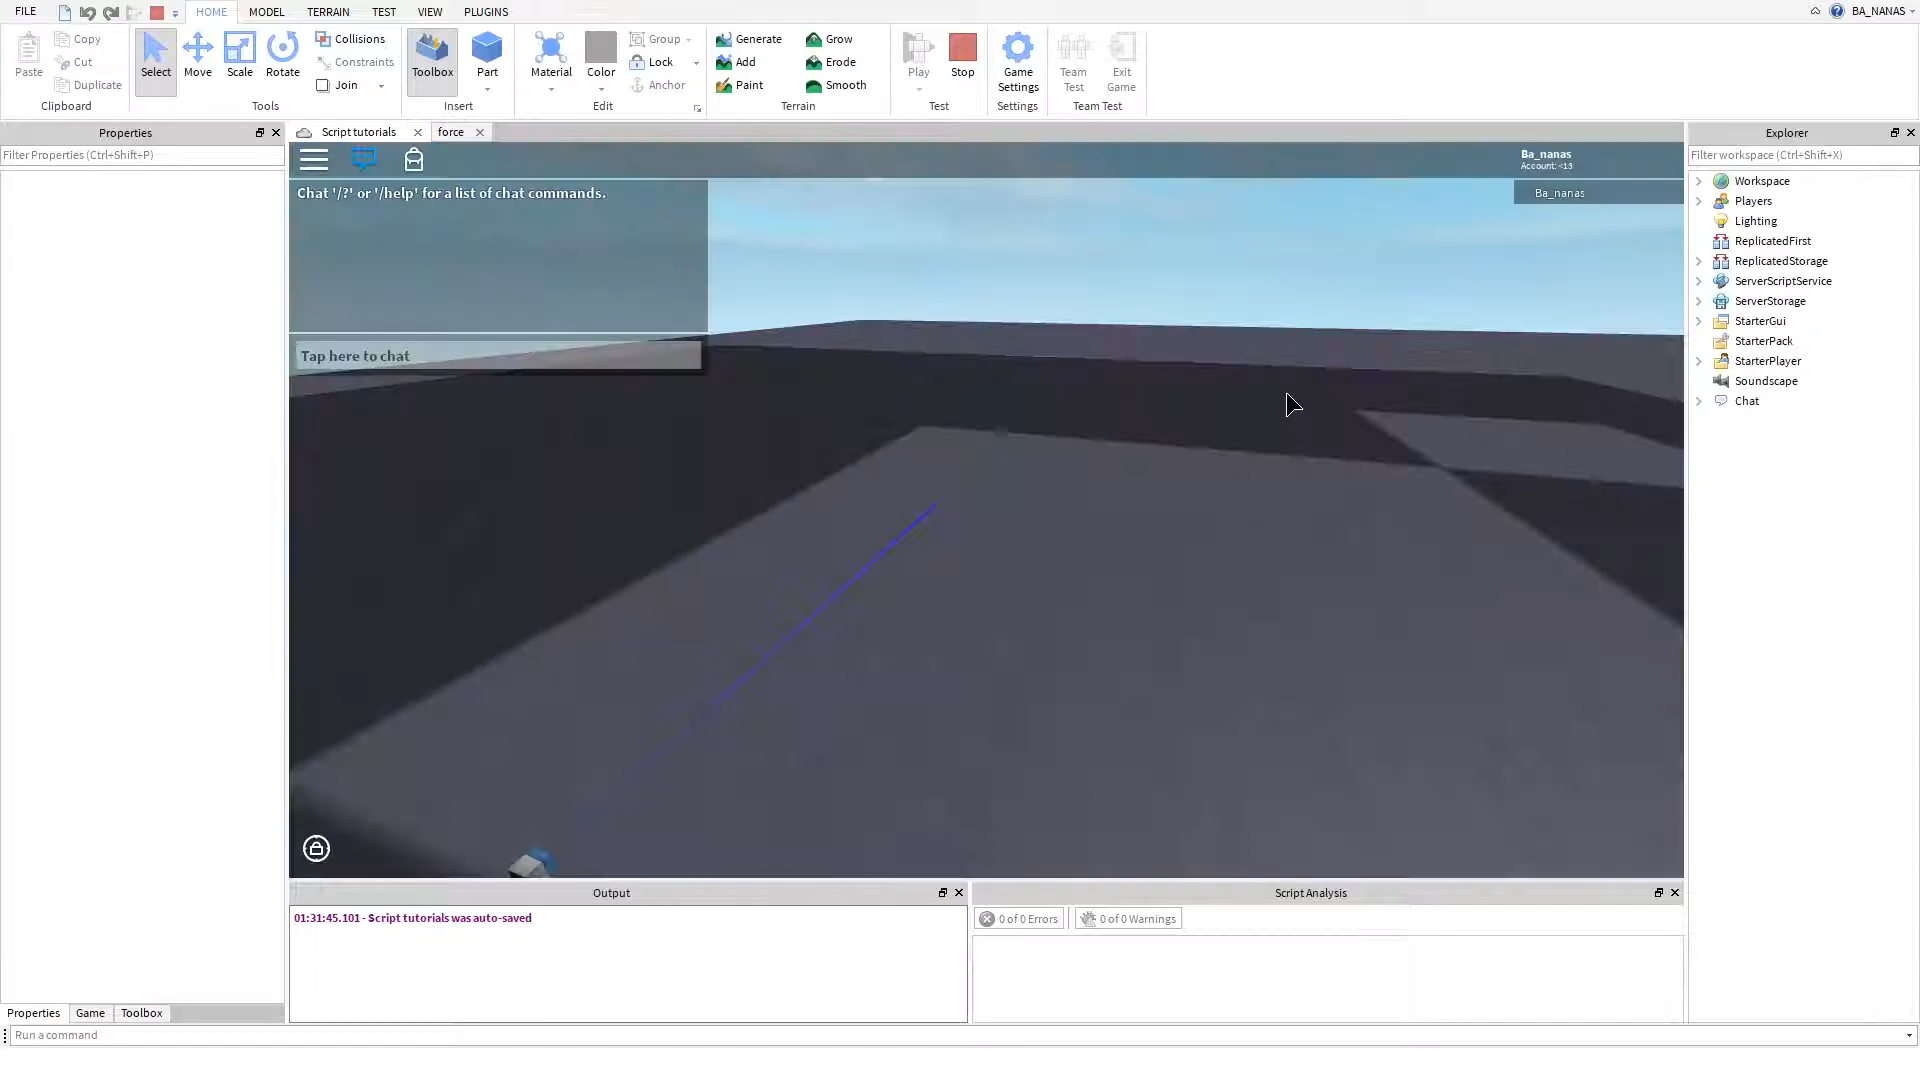 FILE HOME MODEL TERRAIN TEST VIEW PLUGINS BA_NANAS
Paste Copy Cut Duplicate Clipboard
Select Move Scale Rotate Collisions Constraints Join Tools
Toolbox Part Insert
Material Color Group Lock Anchor Edit
Generate Grow
Add Erode
Paint Smooth
Terrain
Play Stop Test
Game Settings Settings
Team Test Exit Game Team Test
Properties
Filter Properties (Ctrl+Shift+P)
Script tutorials force
Ba_nanas
Account: <13
Ba_nanas
Chat '/?' or '/help' for a list of chat commands.
Tap here to chat
Explorer
Filter workspace (Ctrl+Shift+X)
Workspace
Players
Lighting
ReplicatedFirst
ReplicatedStorage
ServerScriptService
ServerStorage
StarterGui
StarterPack
StarterPlayer
Soundscape
Chat
Output
01:31:45.101 - Script tutorials was auto-saved
Script Analysis
0 of 0 Errors 0 of 0 Warnings
Properties Game Toolbox
Run a command